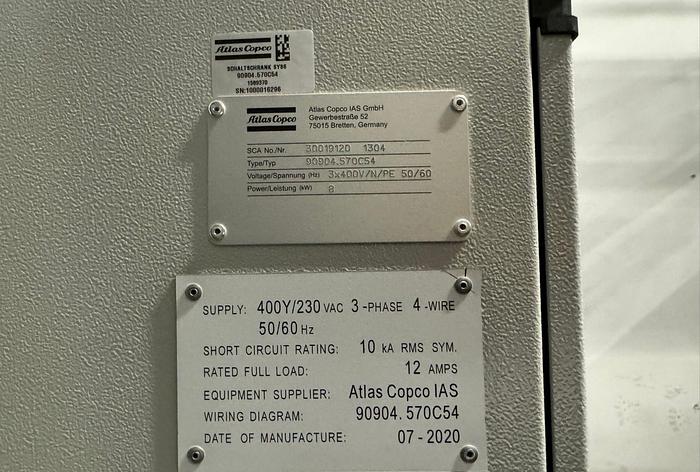 Atlas Copco
SCHALTSCHRANK SYS6
90904.570C54
1589370
SN:1000016296
Atlas Copco
Atlas Copco IAS GmbH
Gewerbestraße 52
75015 Bretten, Germany
SCA No./Nr. 30019120 1304
Type/Typ 90904.570C54
Voltage/Spannung (Hz) 3x400V/N/PE 50/60
Power/Leistung (kW) 8
SUPPLY: 400Y/230 VAC 3-PHASE 4-WIRE
50/60 Hz
SHORT CIRCUIT RATING: 10 kA RMS SYM.
RATED FULL LOAD: 12 AMPS
EQUIPMENT SUPPLIER: Atlas Copco IAS
WIRING DIAGRAM: 90904.570C54
DATE OF MANUFACTURE: 07-2020